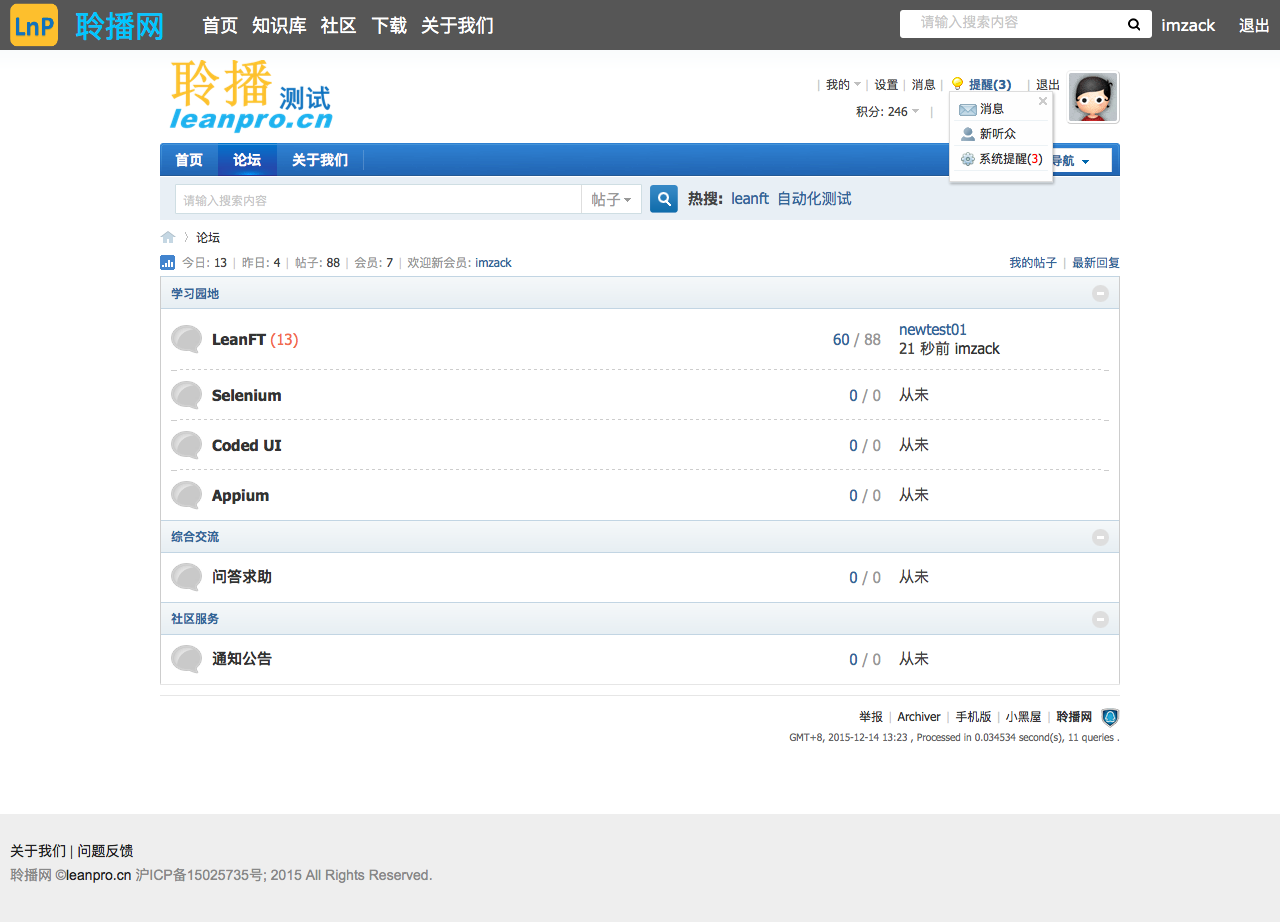 LnP 聆播网 首页 知识库 社区 下载 关于我们 请输入搜索内容 imzack 退出
聆播 测试
leanpro.cn
| 我的 | 设置 | 消息 | 提醒(3) | 退出
积分: 246 |
消息
新听众
系统提醒(3)
首页 论坛 关于我们 导航
请输入搜索内容 帖子 热搜: leanft 自动化测试
论坛
今日: 13 | 昨日: 4 | 帖子: 88 | 会员: 7 | 欢迎新会员: imzack 我的帖子 | 最新回复
学习园地
LeanFT (13) 60 / 88 newtest01
21 秒前 imzack
Selenium 0 / 0 从未
Coded UI 0 / 0 从未
Appium 0 / 0 从未
综合交流
问答求助 0 / 0 从未
社区服务
通知公告 0 / 0 从未
举报 | Archiver | 手机版 | 小黑屋 | 聆播网
GMT+8, 2015-12-14 13:23 , Processed in 0.034534 second(s), 11 queries .
关于我们 | 问题反馈
聆播网 ©leanpro.cn 沪ICP备15025735号; 2015 All Rights Reserved.